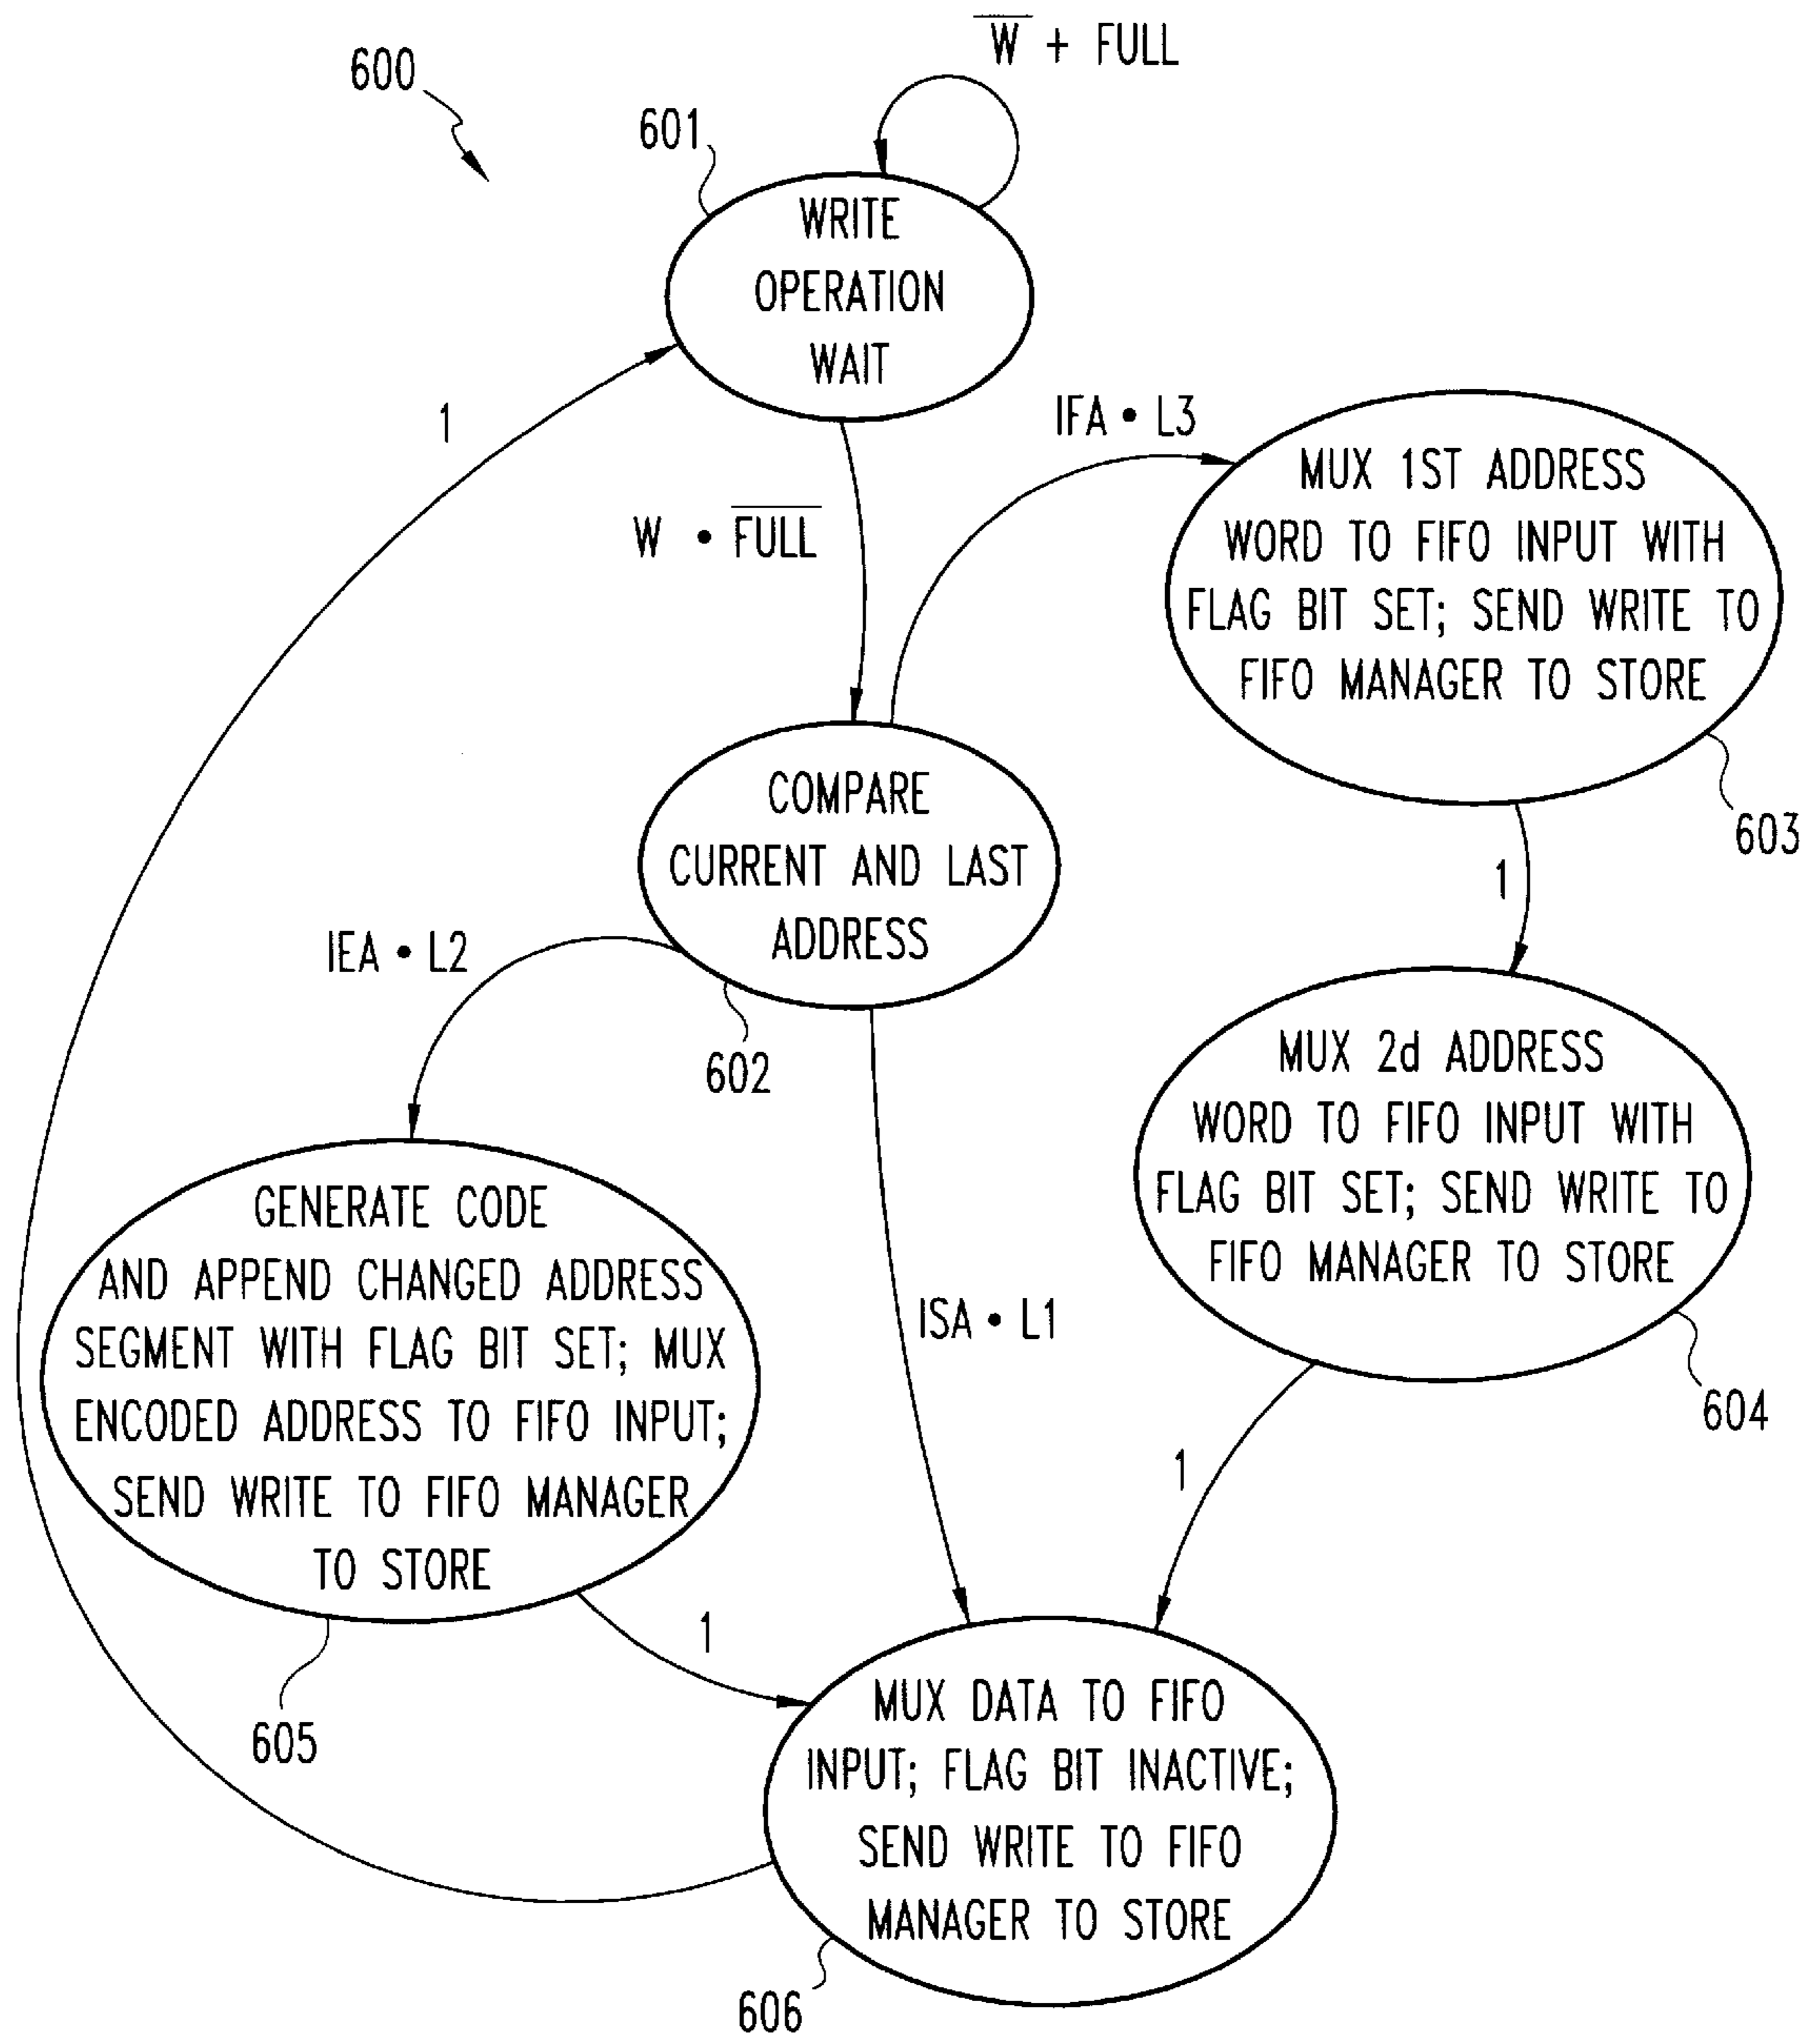 W̅ + FULL
600
601
WRITE
OPERATION
WAIT
1
IFA • L3
W • F̅U̅L̅L̅
MUX 1ST ADDRESS
WORD TO FIFO INPUT WITH
FLAG BIT SET; SEND WRITE TO
FIFO MANAGER TO STORE
603
1
COMPARE
CURRENT AND LAST
ADDRESS
602
IEA • L2
MUX 2d ADDRESS
WORD TO FIFO INPUT WITH
FLAG BIT SET; SEND WRITE TO
FIFO MANAGER TO STORE
604
1
ISA • L1
GENERATE CODE
AND APPEND CHANGED ADDRESS
SEGMENT WITH FLAG BIT SET; MUX
ENCODED ADDRESS TO FIFO INPUT;
SEND WRITE TO FIFO MANAGER
TO STORE
605
1
MUX DATA TO FIFO
INPUT; FLAG BIT INACTIVE;
SEND WRITE TO FIFO
MANAGER TO STORE
606